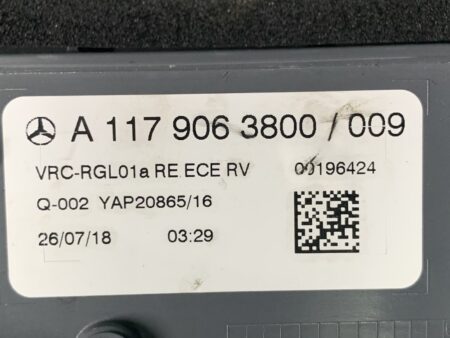 A 117 906 3800 / 009
VRC-RGL01a RE ECE RV 00196424
Q-002 YAP20865/16
26/07/18 03:29